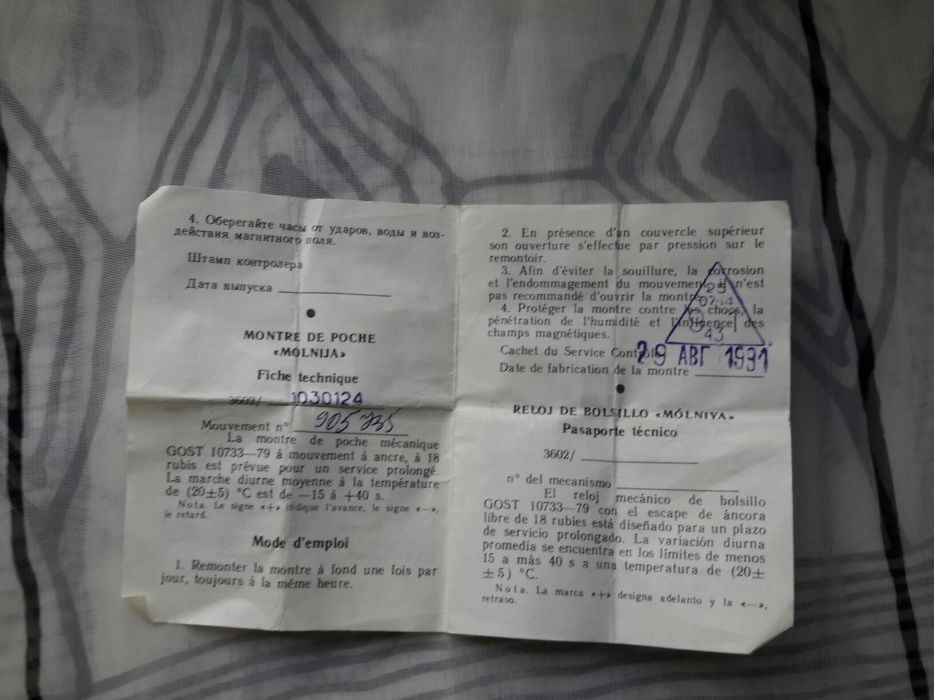 4. Оберегайте часы от ударов, воды и воз-
действия магнитного поля.
Штамп контролера
Дата выпуска
MONTRE DE POCHE
«MÓLNIJA»
Fiche technique
3602/ 1030124
Mouvement n° 905735
La montre de poche mécanique
GOST 10733—79 á mouvement á ancre, á 18
rubis est prévue pour un service prolongé.
La marche diurne moyenne á la température
de (20±5) °C est de —15 á +40 s.
Nota. Le signe «+» indique l'avance, le signe «—»,
le retard.
Mode d'emploi
1. Remonter la montre á fond une fois par
jour, toujours á la méme heure.
2. En présence d'un couvercle supérieur
son ouverture s'effectue par pression sur le
remontoir.
3. Afin d'éviter la souillure, la corrosion
et l'endommagement du mouvement n'est
pas recommandé d'ouvrir la montre
4. Protéger la montre contre les chocs, la
pénétration de l'humidité et l'influence des
champs magnétiques.
43
Cachet du Service Contrôle
29 АВГ 1991
Date de fabrication de la montre
RELOJ DE BOLSILLO «MÓLNIYA»
Pasaporte técnico
3602/
n° del mecanismo
El reloj mecánico de bolsillo
GOST 10733—79 con el escape de áncora
libre de 18 rubies está diseñado para un plazo
de servicio prolongado. La variación diurna
promedia se encuentra en los límites de menos
15 a más 40 s a una temperatura de (20±
±5) °C.
Nota. La marca «+» designa adelanto y la «—»,
retraso.